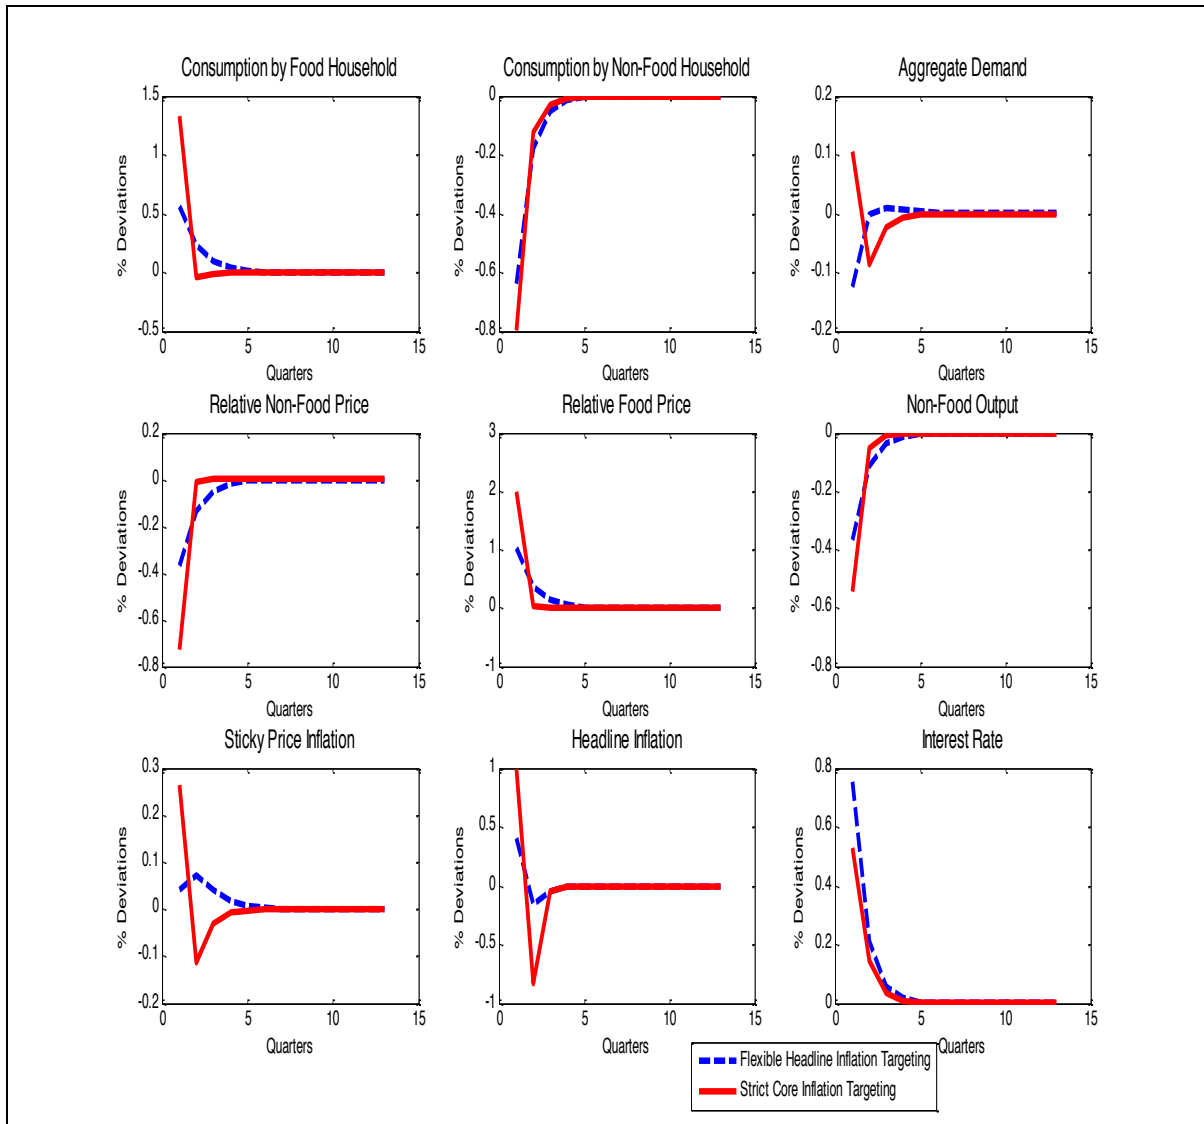 Consumption by Food Household
1.5
1
0.5
0
-0.5
% Deviations
0 5 10 15
Quarters
Consumption by Non-Food Household
0
-0.2
-0.4
-0.6
-0.8
% Deviations
0 5 10 15
Quarters
Aggregate Demand
0.2
0.1
0
-0.1
-0.2
% Deviations
0 5 10 15
Quarters
Relative Non-Food Price
0.2
0
-0.2
-0.4
-0.6
-0.8
% Deviations
0 5 10 15
Quarters
Relative Food Price
3
2
1
0
-1
% Deviations
0 5 10 15
Quarters
Non-Food Output
0
-0.2
-0.4
-0.6
-0.8
% Deviations
0 5 10 15
Quarters
Sticky Price Inflation
0.3
0.2
0.1
0
-0.1
-0.2
% Deviations
0 5 10 15
Quarters
Headline Inflation
1
0.5
0
-0.5
-1
% Deviations
0 5 10 15
Quarters
Interest Rate
0.8
0.6
0.4
0.2
0
% Deviations
0 5 10 15
Quarters
Flexible Headline Inflation Targeting
Strict Core Inflation Targeting